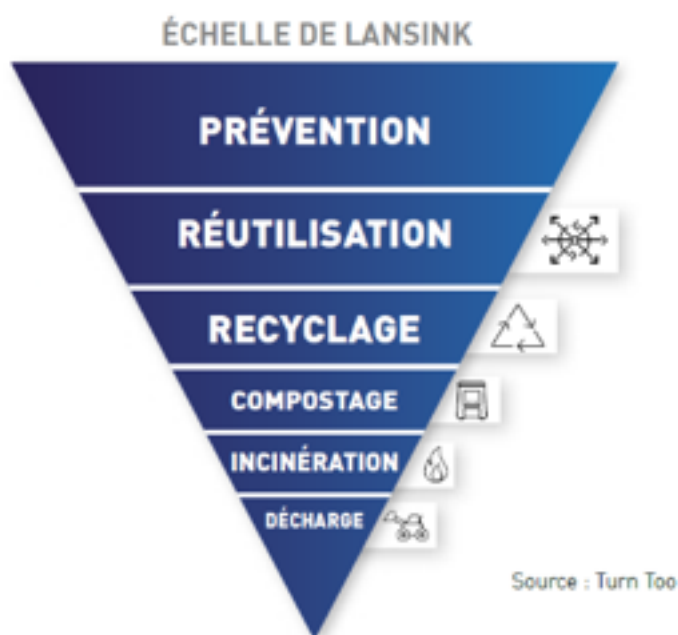 ÉCHELLE DE LANSINK
PRÉVENTION
RÉUTILISATION
RECYCLAGE
COMPOSTAGE
INCINÉRATION
DÉCHARGE
Source : Turn Too